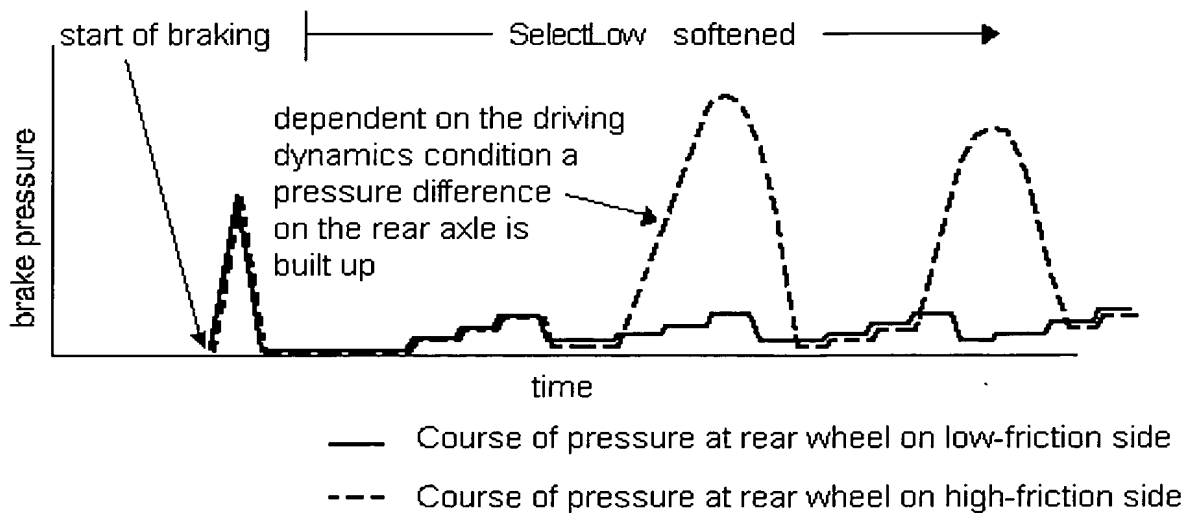 start of braking
SelectLow softened
dependent on the driving
dynamics condition a
pressure difference
on the rear axle is
built up
brake pressure
time
Course of pressure at rear wheel on low-friction side
Course of pressure at rear wheel on high-friction side